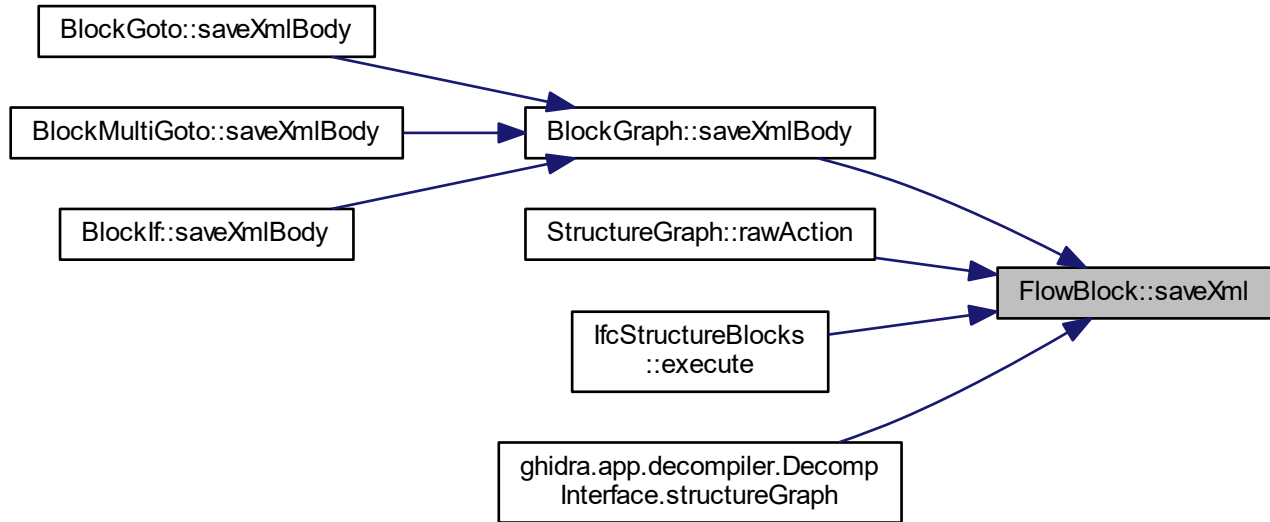 BlockGoto::saveXmlBody
BlockMultiGoto::saveXmlBody
BlockGraph::saveXmlBody
BlockIf::saveXmlBody
StructureGraph::rawAction
FlowBlock::saveXml
IfcStructureBlocks
::execute
ghidra.app.decompiler.Decomp
Interface.structureGraph